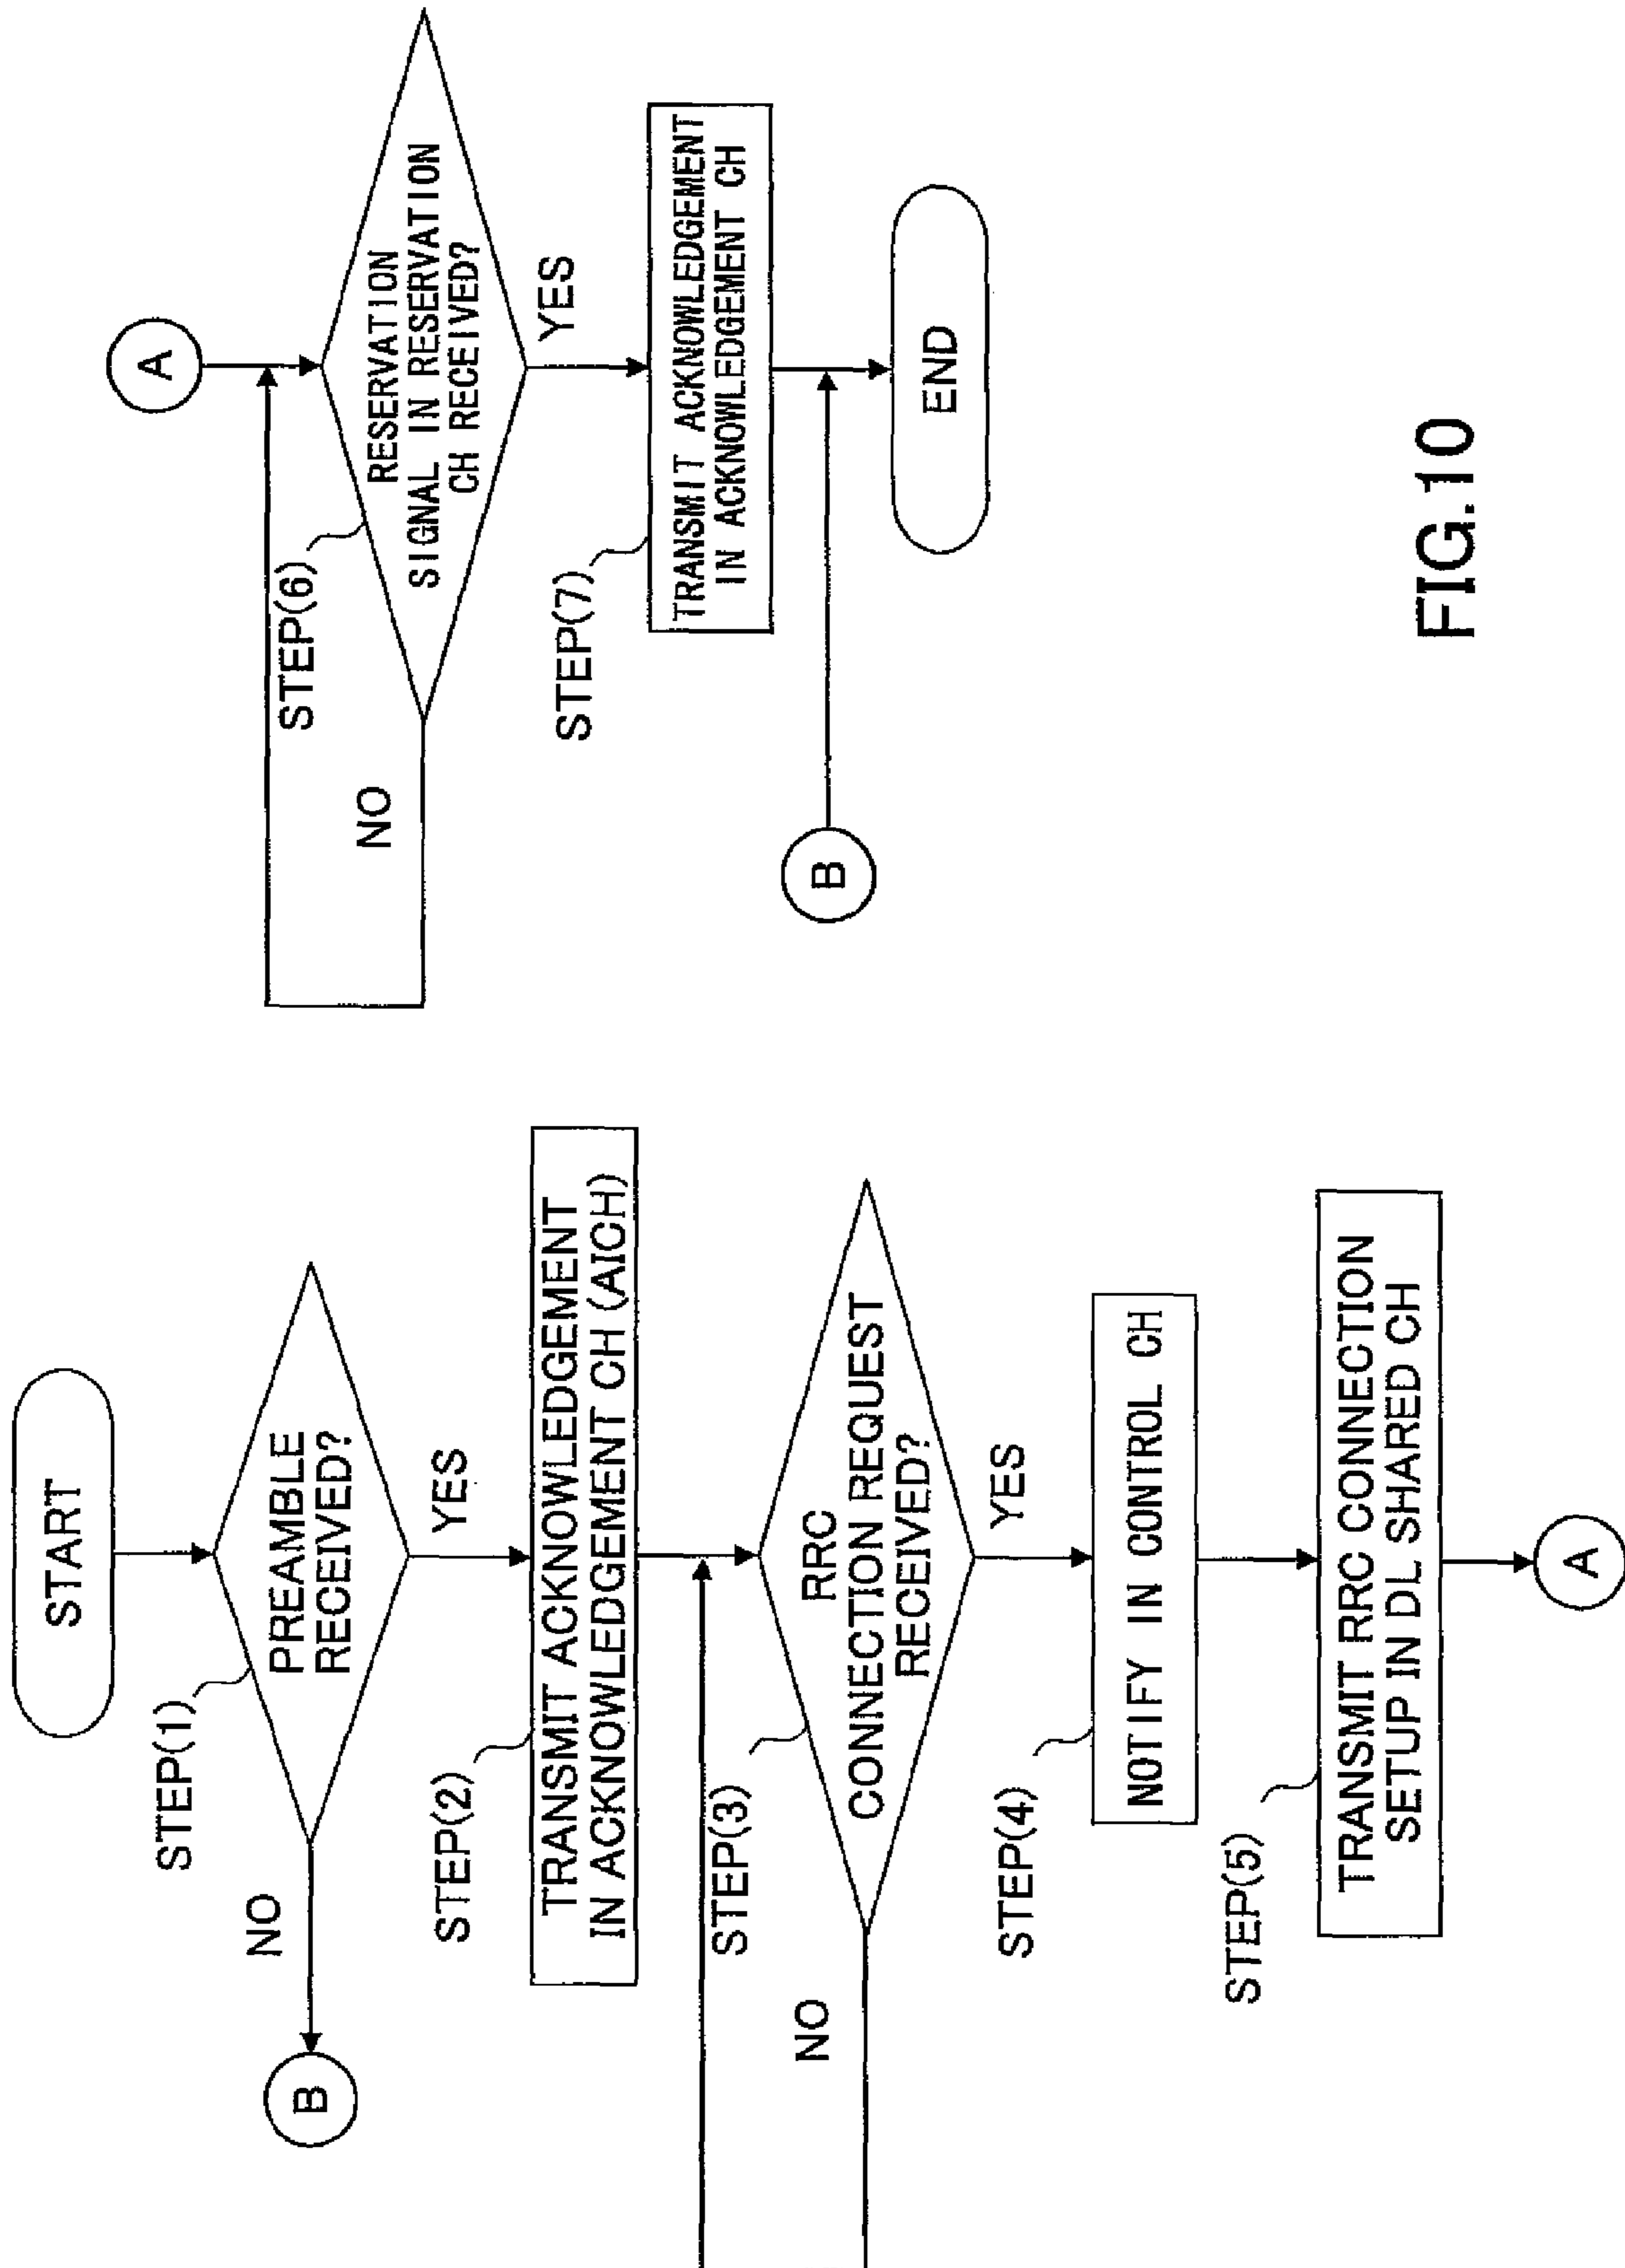 START
STEP(1)
PREAMBLE
RECEIVED?
NO
B
YES
STEP(2)
TRANSMIT ACKNOWLEDGEMENT
IN ACKNOWLEDGEMENT CH (AICH)
STEP(3)
RRC
CONNECTION REQUEST
RECEIVED?
NO
YES
STEP(4)
NOTIFY IN CONTROL CH
STEP(5)
TRANSMIT RRC CONNECTION
SETUP IN DL SHARED CH
A
A
STEP(6)
RESERVATION
SIGNAL IN RESERVATION
CH RECEIVED?
NO
YES
STEP(7)
TRANSMIT ACKNOWLEDGEMENT
IN ACKNOWLEDGEMENT CH
B
END
FIG.10